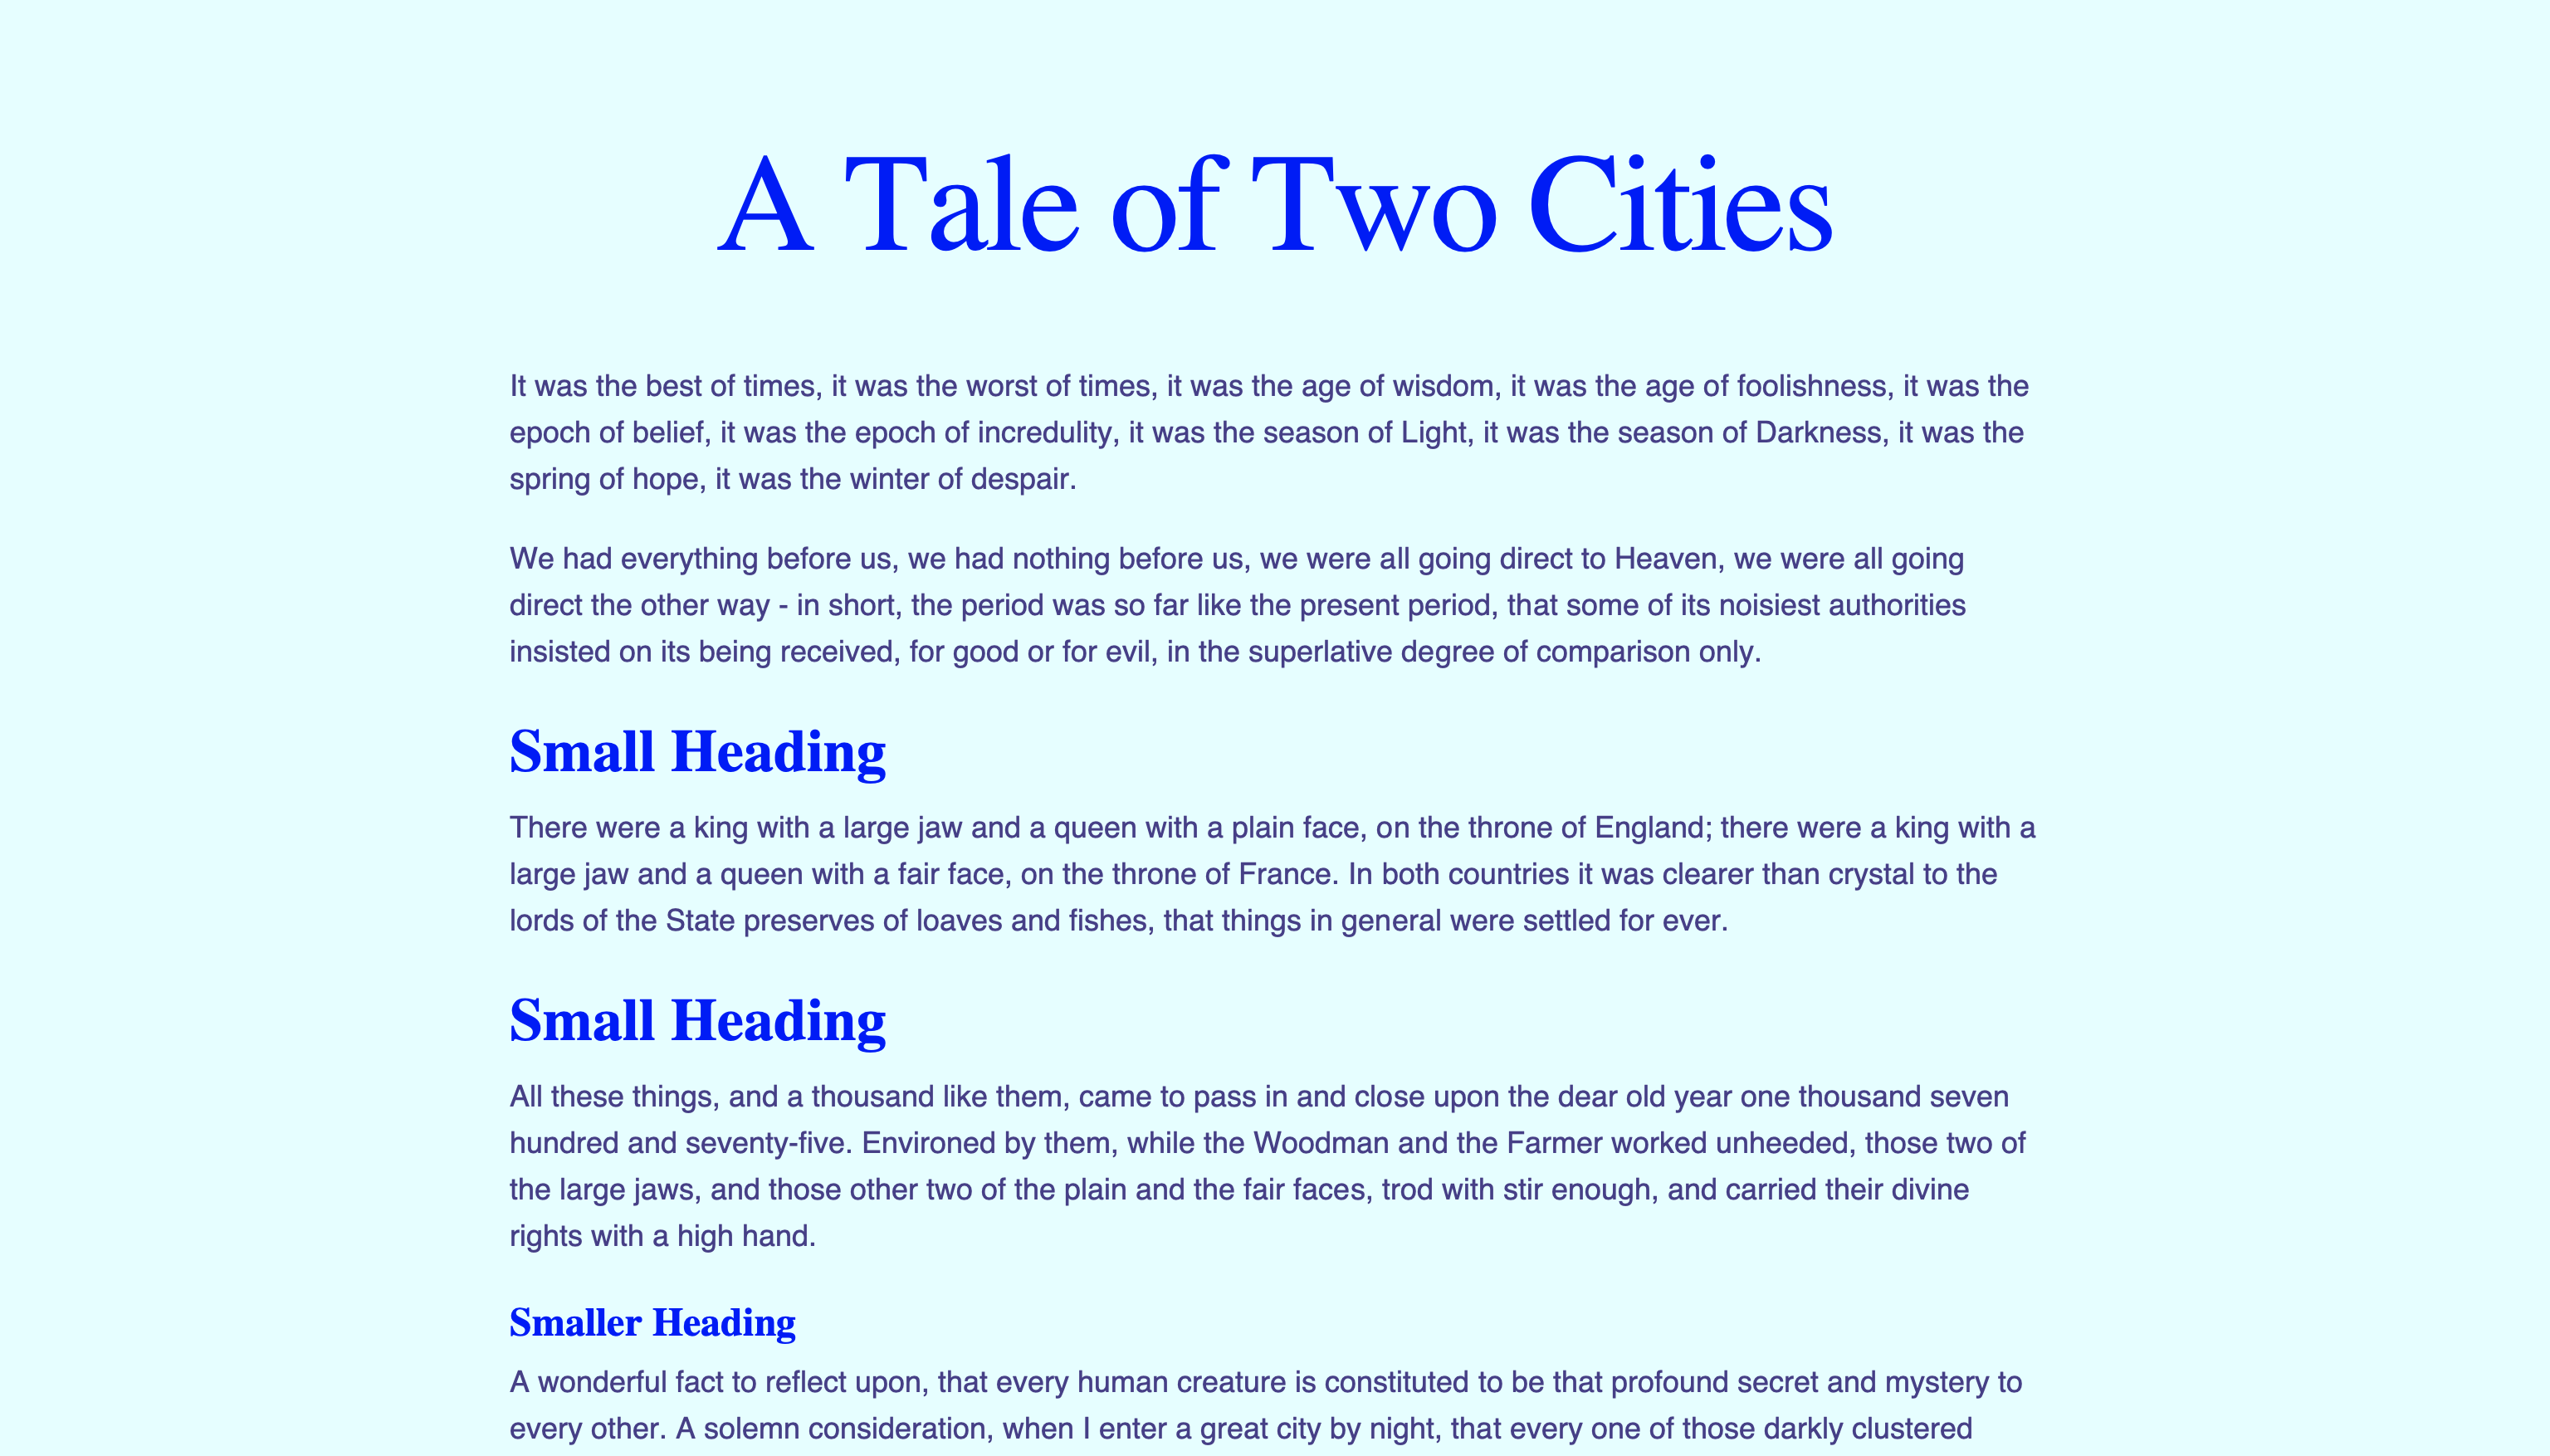 A Tale of Two Cities
It was the best of times, it was the worst of times, it was the age of wisdom, it was the age of foolishness, it was the
epoch of belief, it was the epoch of incredulity, it was the season of Light, it was the season of Darkness, it was the
spring of hope, it was the winter of despair.
We had everything before us, we had nothing before us, we were all going direct to Heaven, we were all going
direct the other way - in short, the period was so far like the present period, that some of its noisiest authorities
insisted on its being received, for good or for evil, in the superlative degree of comparison only.
Small Heading
There were a king with a large jaw and a queen with a plain face, on the throne of England; there were a king with a
large jaw and a queen with a fair face, on the throne of France. In both countries it was clearer than crystal to the
lords of the State preserves of loaves and fishes, that things in general were settled for ever.
Small Heading
All these things, and a thousand like them, came to pass in and close upon the dear old year one thousand seven
hundred and seventy-five. Environed by them, while the Woodman and the Farmer worked unheeded, those two of
the large jaws, and those other two of the plain and the fair faces, trod with stir enough, and carried their divine
rights with a high hand.
Smaller Heading
A wonderful fact to reflect upon, that every human creature is constituted to be that profound secret and mystery to
every other. A solemn consideration, when I enter a great city by night, that every one of those darkly clustered